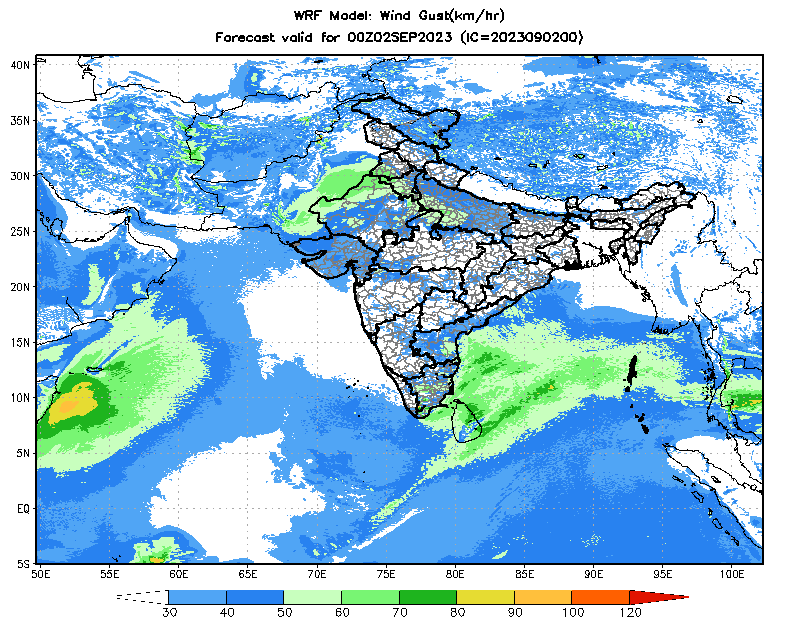 WRF Model: Wind Gust(km/hr)
Forecast valid for 00Z02SEP2023 (IC=2023090200)
40N
35N
30N
25N
20N
15N
10N
5N
EQ
5S
50E 55E 60E 65E 70E 75E 80E 85E 90E 95E 100E
30 40 50 60 70 80 90 100 120